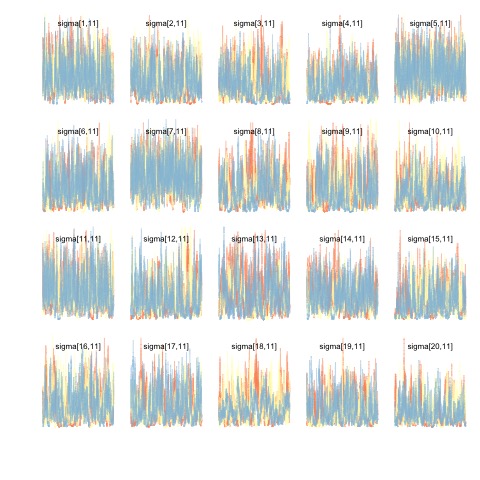 sigma[1,11] sigma[2,11] sigma[3,11] sigma[4,11] sigma[5,11]
sigma[6,11] sigma[7,11] sigma[8,11] sigma[9,11] sigma[10,11]
sigma[11,11] sigma[12,11] sigma[13,11] sigma[14,11] sigma[15,11]
sigma[16,11] sigma[17,11] sigma[18,11] sigma[19,11] sigma[20,11]